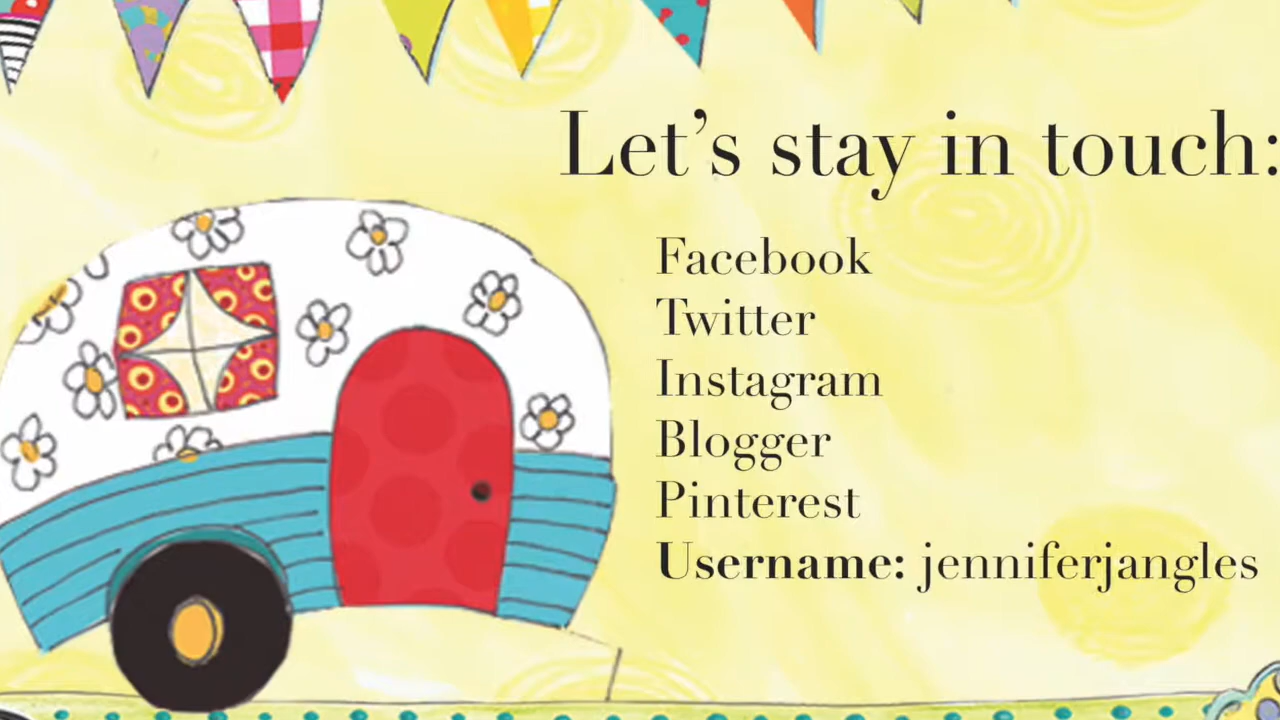 Let's stay in touch:
Facebook
Twitter
Instagram
Blogger
Pinterest
Username: jenniferjangles